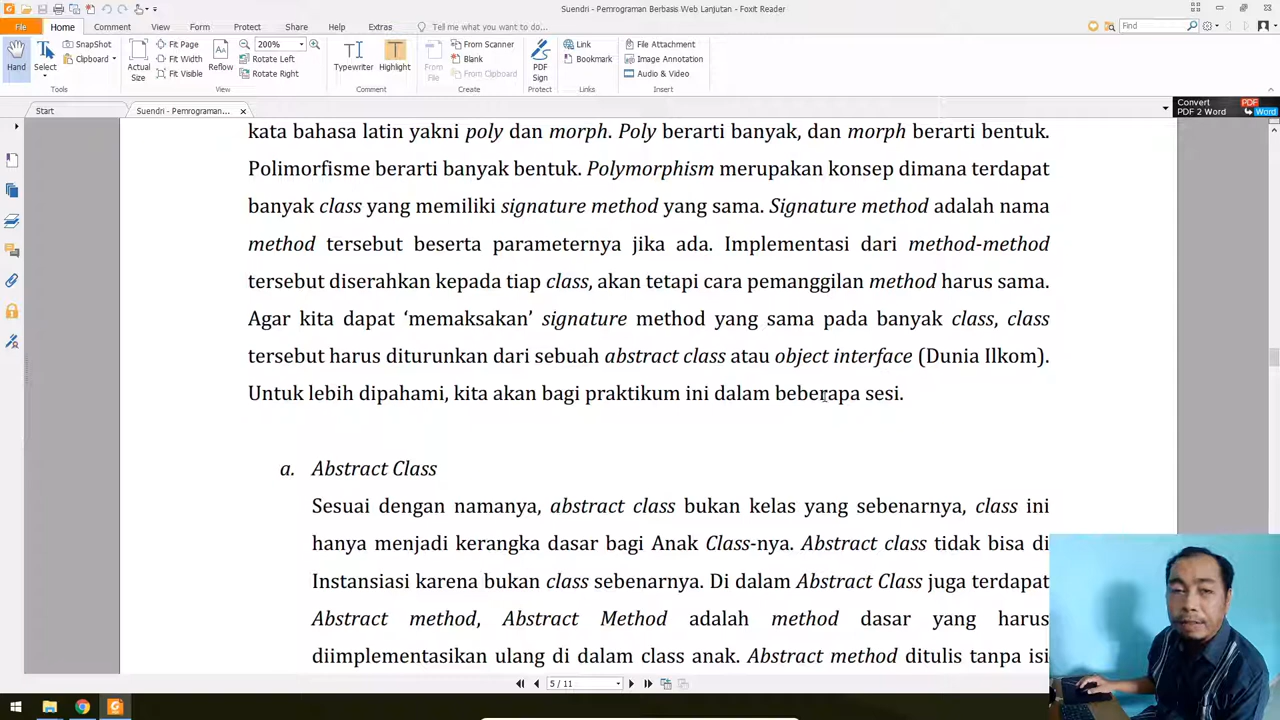 Suendri - Pemrograman Berbasis Web Lanjutan - Foxit Reader
File Home Comment View Form Protect Share Help Extras Tell me what you want to do... Find
Hand
Select
SnapShot
Clipboard
Tools
Actual Size
Fit Page
Fit Width
Fit Visible
Reflow
200%
Rotate Left
Rotate Right
View
Typewriter
Highlight
Comment
From File
From Scanner
Blank
From Clipboard
Create
PDF Sign
Protect
Link
Bookmark
Links
File Attachment
Image Annotation
Audio & Video
Insert
Start Suendri - Pemrograman...
Convert PDF
PDF 2 Word Word
kata bahasa latin yakni poly dan morph. Poly berarti banyak, dan morph berarti bentuk.
Polimorfisme berarti banyak bentuk. Polymorphism merupakan konsep dimana terdapat
banyak class yang memiliki signature method yang sama. Signature method adalah nama
method tersebut beserta parameternya jika ada. Implementasi dari method-method
tersebut diserahkan kepada tiap class, akan tetapi cara pemanggilan method harus sama.
Agar kita dapat ‘memaksakan’ signature method yang sama pada banyak class, class
tersebut harus diturunkan dari sebuah abstract class atau object interface (Dunia Ilkom).
Untuk lebih dipahami, kita akan bagi praktikum ini dalam beberapa sesi.
a. Abstract Class
Sesuai dengan namanya, abstract class bukan kelas yang sebenarnya, class ini
hanya menjadi kerangka dasar bagi Anak Class-nya. Abstract class tidak bisa di
Instansiasi karena bukan class sebenarnya. Di dalam Abstract Class juga terdapat
Abstract method, Abstract Method adalah method dasar yang harus
diimplementasikan ulang di dalam class anak. Abstract method ditulis tanpa isi
5 / 11